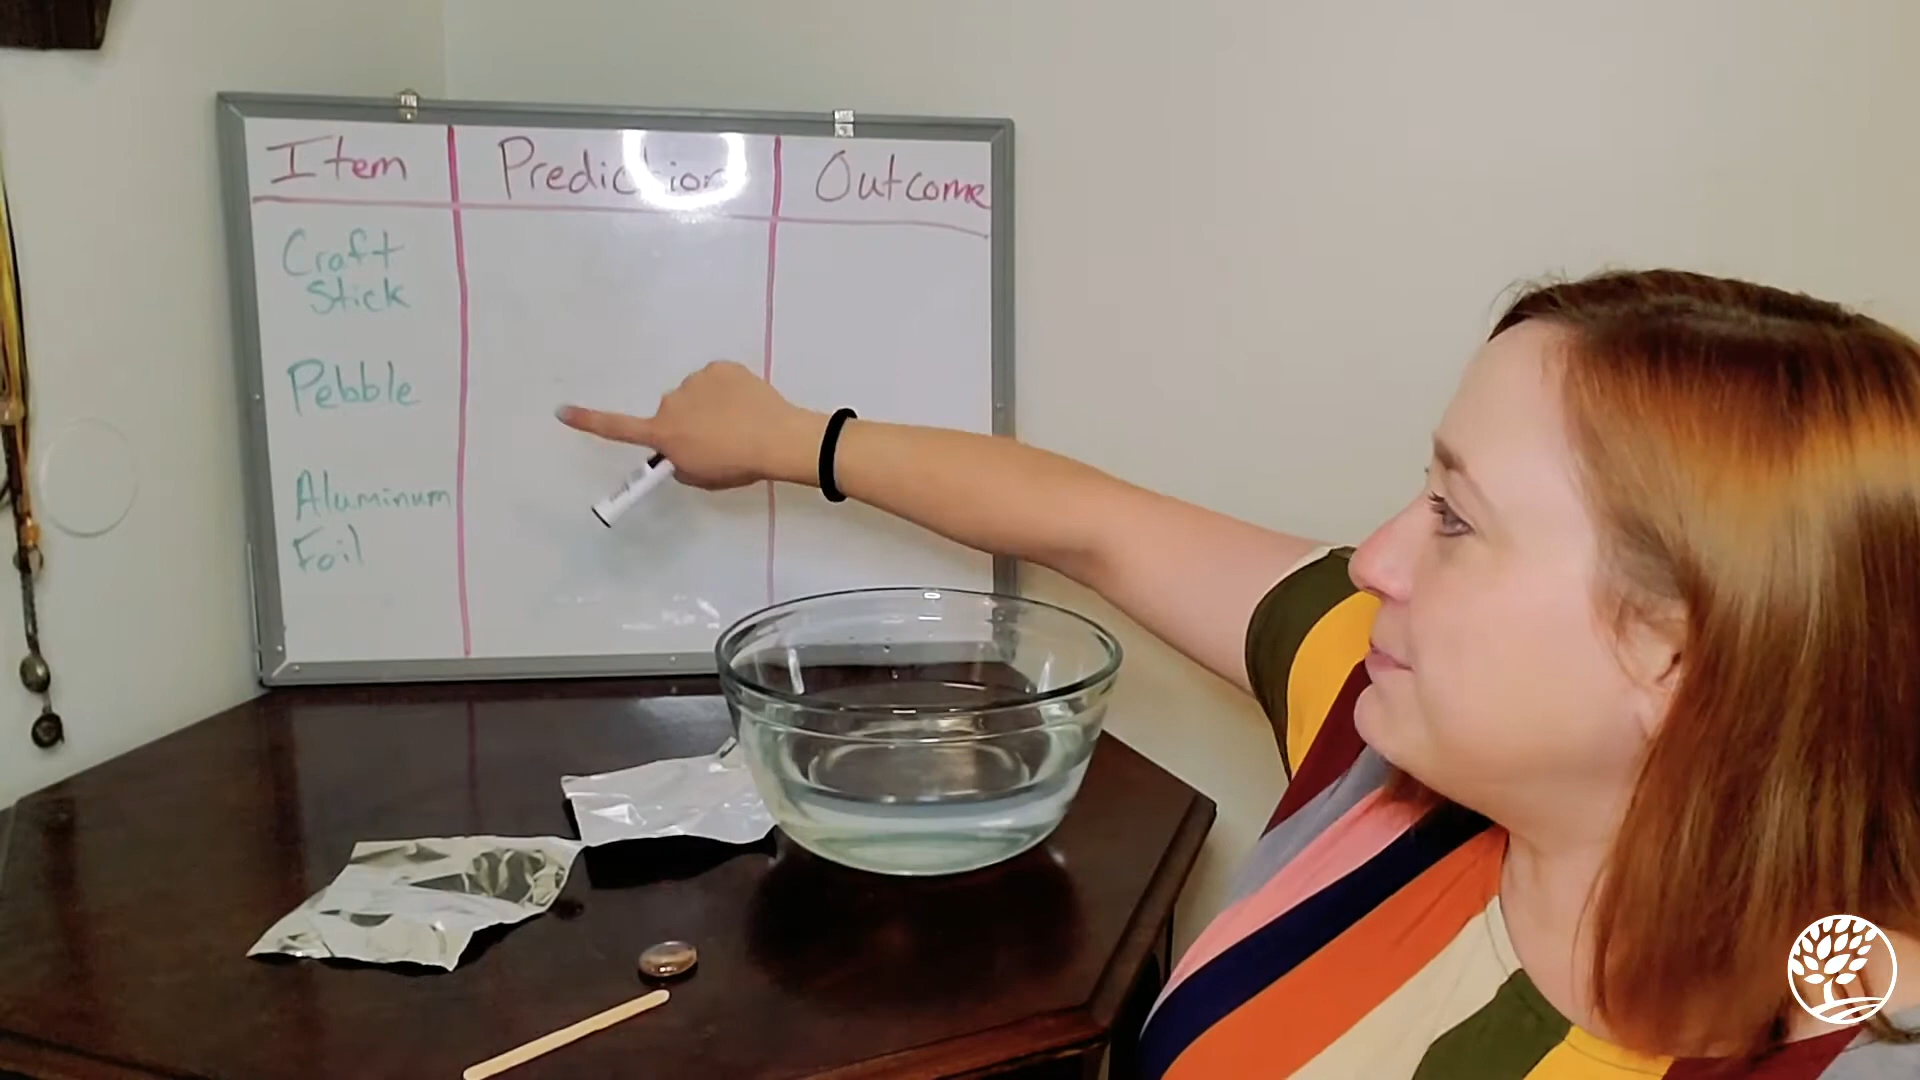 Item Prediction Outcome
Craft
Stick
Pebble
Aluminum
Foil